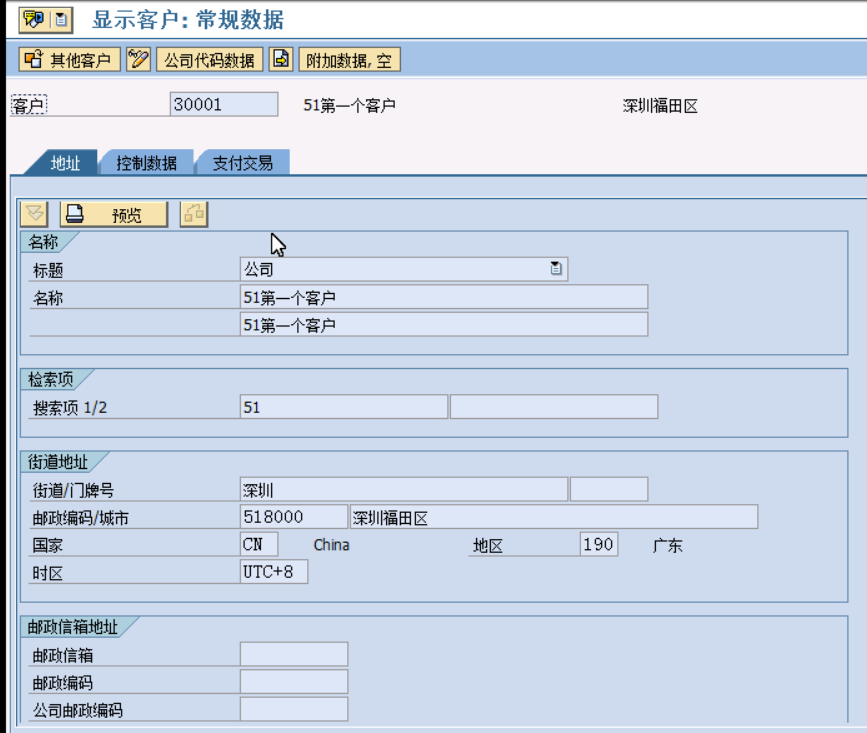 显示客户: 常规数据
其他客户 公司代码数据 附加数据, 空
客户 30001 51第一个客户 深圳福田区
地址 控制数据 支付交易
预览
名称
标题 公司
名称 51第一个客户
51第一个客户
检索项
搜索项 1/2 51
街道地址
街道/门牌号 深圳
邮政编码/城市 518000 深圳福田区
国家 CN China 地区 190 广东
时区 UTC+8
邮政信箱地址
邮政信箱
邮政编码
公司邮政编码